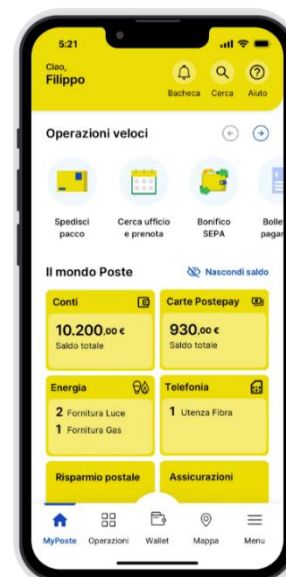 5:21
Ciao,
Filippo
Bacheca Cerca Aiuto
Operazioni veloci
Spedisci
pacco
Cerca ufficio
e prenota
Bonifico
SEPA
Bolle
pagar
Il mondo Poste
Nascondi saldo
Conti
10.200,00 €
Saldo totale
Carte Postepay
930,00 €
Saldo totale
Energia
2 Fornitura Luce
1 Fornitura Gas
Telefonia
1 Utenza Fibra
Risparmio postale
Assicurazioni
MyPoste Operazioni Wallet Mappa Menu